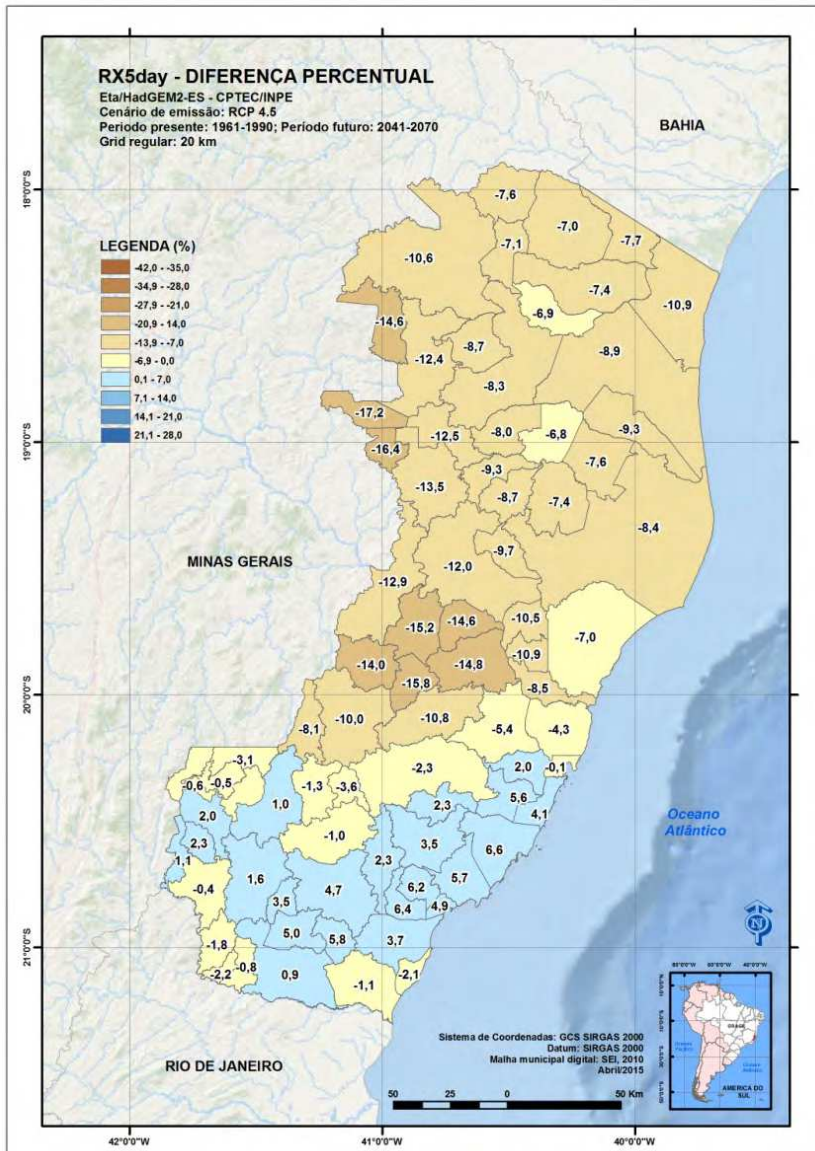 RX5day - DIFERENÇA PERCENTUAL
Eta/HadGEM2-ES - CPTEC/INPE
Cenário de emissão: RCP 4.5
Periodo presente: 1961-1990; Período futuro: 2041-2070
Grid regular: 20 km
BAHIA
18°0'0"S
LEGENDA (%)
-42,0 - -35,0
-34,9 - -28,0
-27,9 - -21,0
-20,9 - 14,0
-13,9 - -7,0
-6,9 - 0,0
0,1 - 7,0
7,1 - 14,0
14,1 - 21,0
21,1 - 28,0
-7,6
-7,0
-7,1
-7,7
-10,6
-7,4
-10,9
-6,9
-14,6
-8,7
-8,9
-12,4
-8,3
-17,2
19°0'0"S
-12,5
-8,0
-6,8
-9,3
-16,4
-9,3
-7,6
-13,5
-8,7
-7,4
-8,4
MINAS GERAIS
-9,7
-12,0
-12,9
-15,2
-14,6
-10,5
-7,0
-14,0
-14,8
-10,9
-15,8
-8,5
20°0'0"S
-8,1
-10,0
-10,8
-5,4
-4,3
-3,1
-2,3
2,0
-0,1
-0,6
-0,5
-1,3
-3,6
5,6
2,0
1,0
2,3
4,1
Oceano
Atlântico
-1,0
2,3
3,5
6,6
1,1
2,3
-0,4
1,6
4,7
6,2
5,7
3,5
6,4
4,9
5,0
5,8
3,7
21°0'0"S
-1,8
-2,2
-0,8
0,9
-1,1
-2,1
N
Sistema de Coordenadas: GCS SIRGAS 2000
Datum: SIRGAS 2000
Malha municipal digital: SEI, 2010
Abril/2015
RIO DE JANEIRO
50
25
0
50 Km
AMERICA DO
SUL
42°0'0"W
41°0'0"W
40°0'0"W